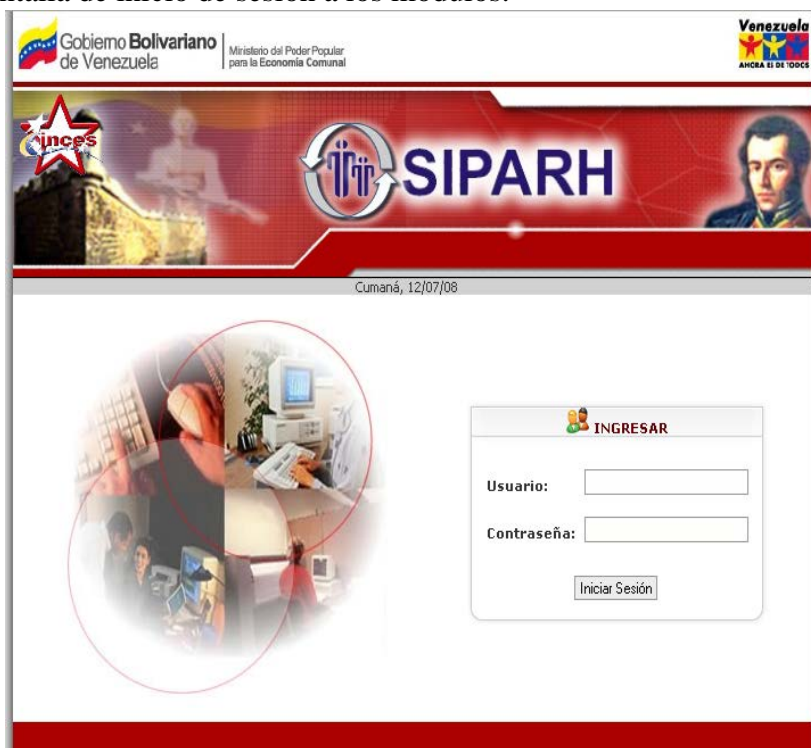 Gobierno Bolivariano
de Venezuela
Ministerio del Poder Popular
para la Economía Comunal
Venezuela
AHORA ES DE TODOS
inces
SIPARH
Cumaná, 12/07/08
INGRESAR
Usuario:
Contraseña:
Iniciar Sesión